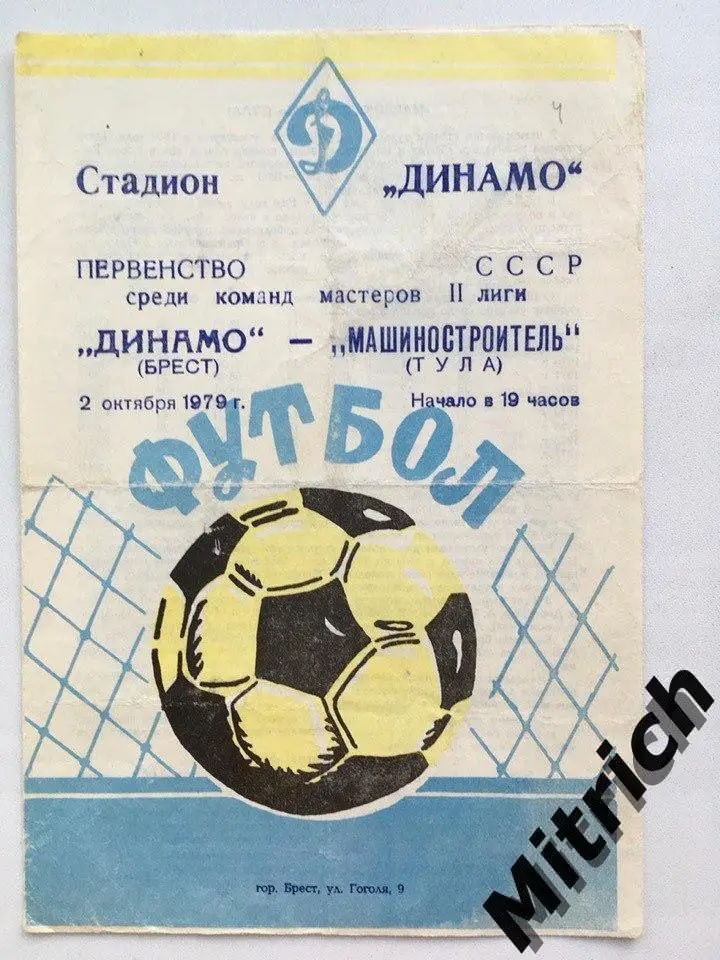 Д
ч
Стадион „ДИНАМО“
ПЕРВЕНСТВО СССР
среди команд мастеров II лиги
„ДИНАМО“ — „МАШИНОСТРОИТЕЛЬ“
(БРЕСТ) (ТУЛА)
2 октября 1979 г. Начало в 19 часов
ФУТБОЛ
гор. Брест, ул. Гоголя, 9
Mitrich